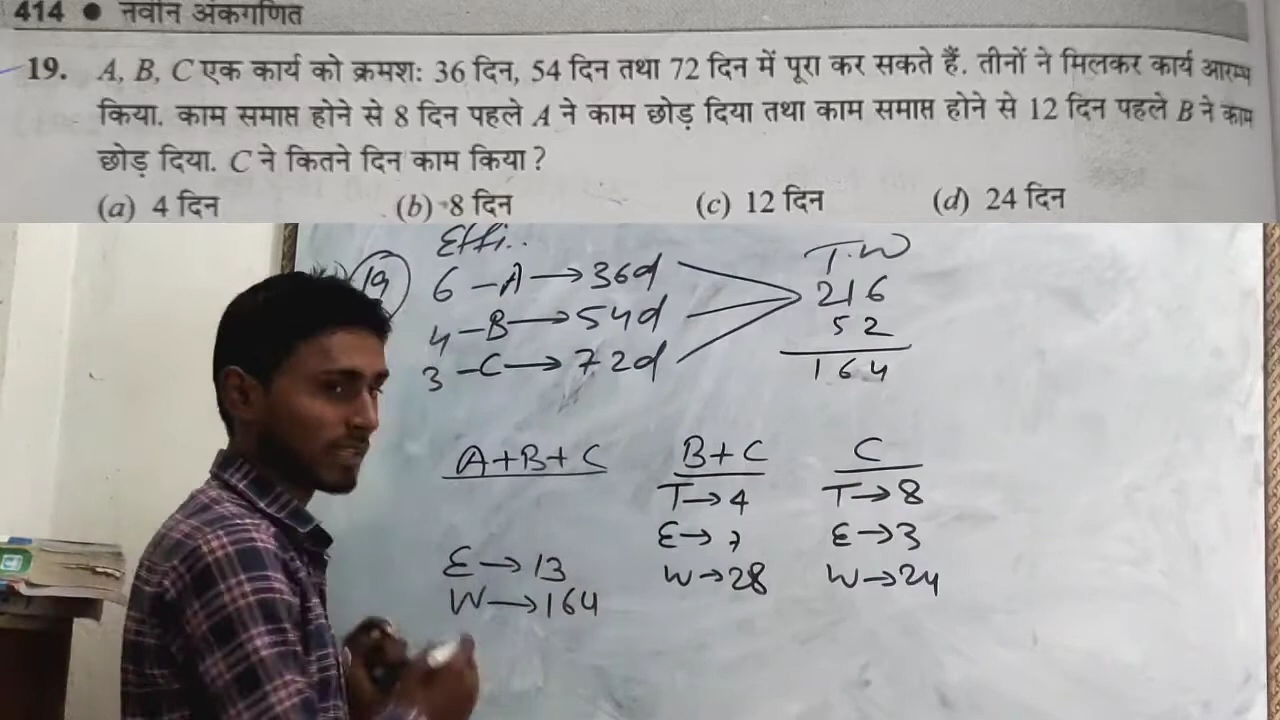 414 ● नवीन अंकगणित
19. A, B, C एक कार्य को क्रमशः 36 दिन, 54 दिन तथा 72 दिन में पूरा कर सकते हैं. तीनों ने मिलकर कार्य आरम्भ
किया. काम समाप्त होने से 8 दिन पहले A ने काम छोड़ दिया तथा काम समाप्त होने से 12 दिन पहले B ने काम
छोड़ दिया. C ने कितने दिन काम किया ?
(a) 4 दिन (b) 8 दिन (c) 12 दिन (d) 24 दिन
Effi.. T.W
19 6 – A → 36d 216
4 – B → 54d 52
3 – C → 72d 164
A+B+C B+C C
T→4 T→8
E→7 E→3
E→13 W→28 W→24
W→164